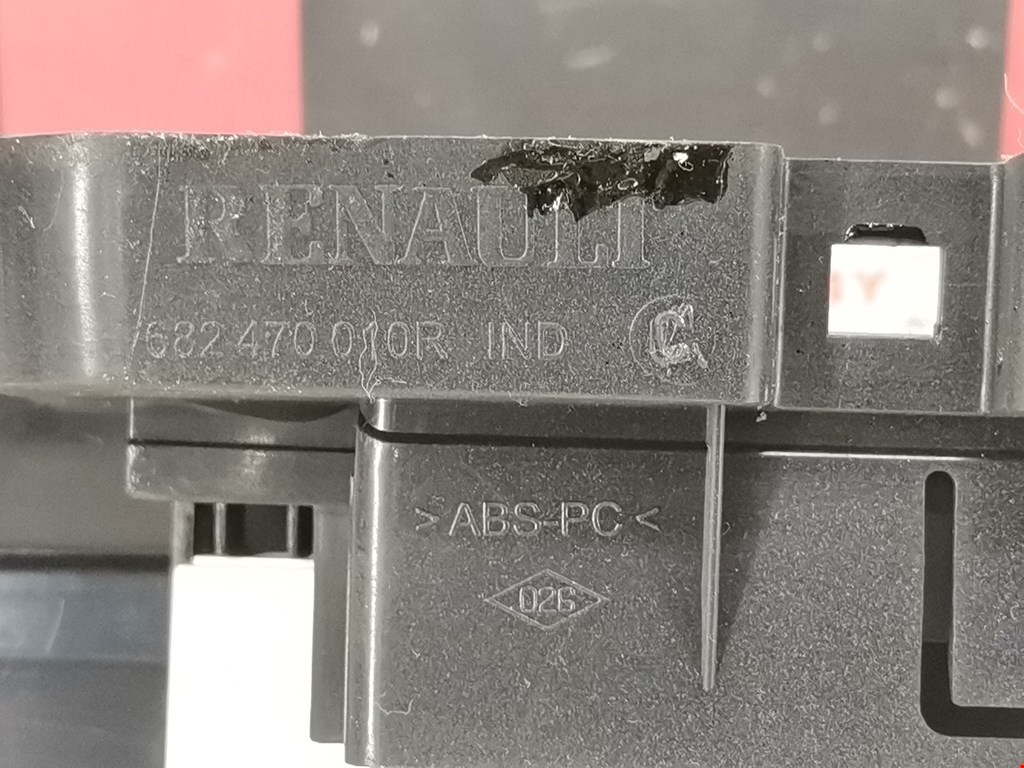 RENAULT
682 470 010R IND C
>ABS-PC<
026